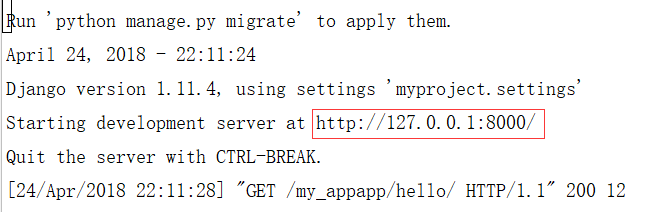 Run 'python manage.py migrate' to apply them.
April 24, 2018 - 22:11:24
Django version 1.11.4, using settings 'myproject.settings'
Starting development server at http://127.0.0.1:8000/
Quit the server with CTRL-BREAK.
[24/Apr/2018 22:11:28] "GET /my_appapp/hello/ HTTP/1.1" 200 12